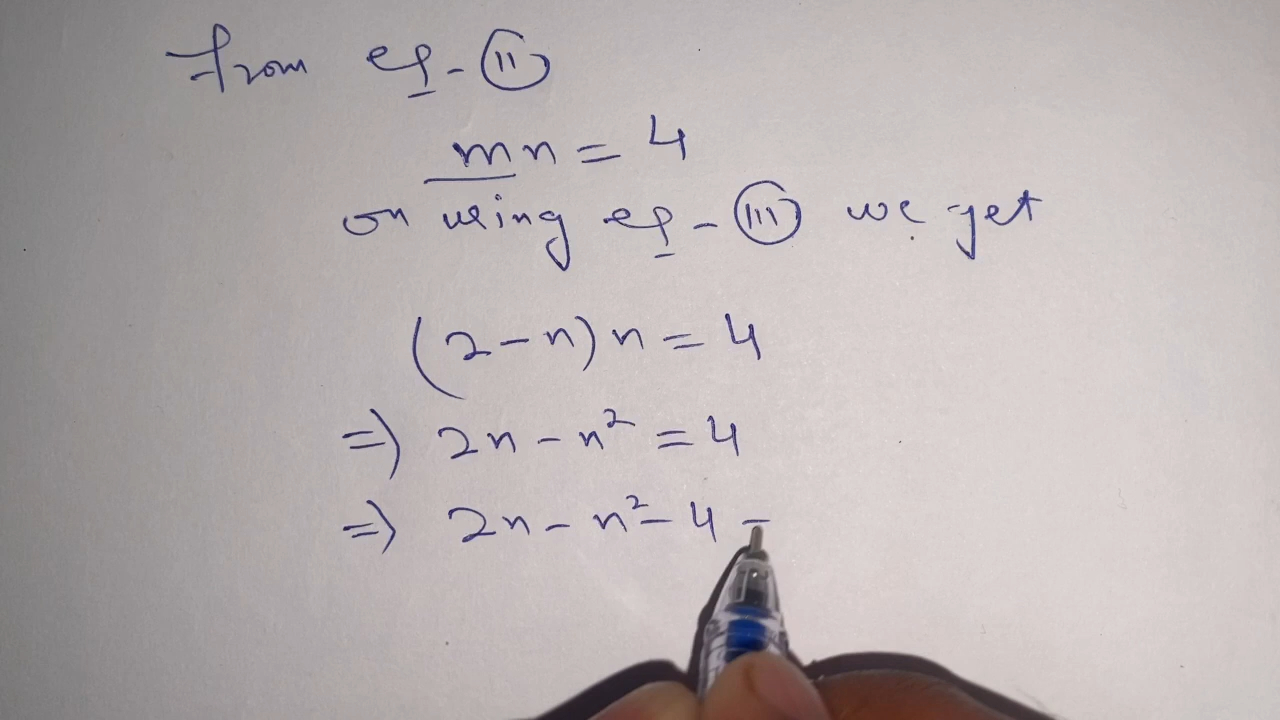 from eq - (II)
mn = 4
on using eq - (III) we get
(2 - n) n = 4
=) 2n - n² = 4
=) 2n - n² - 4 =